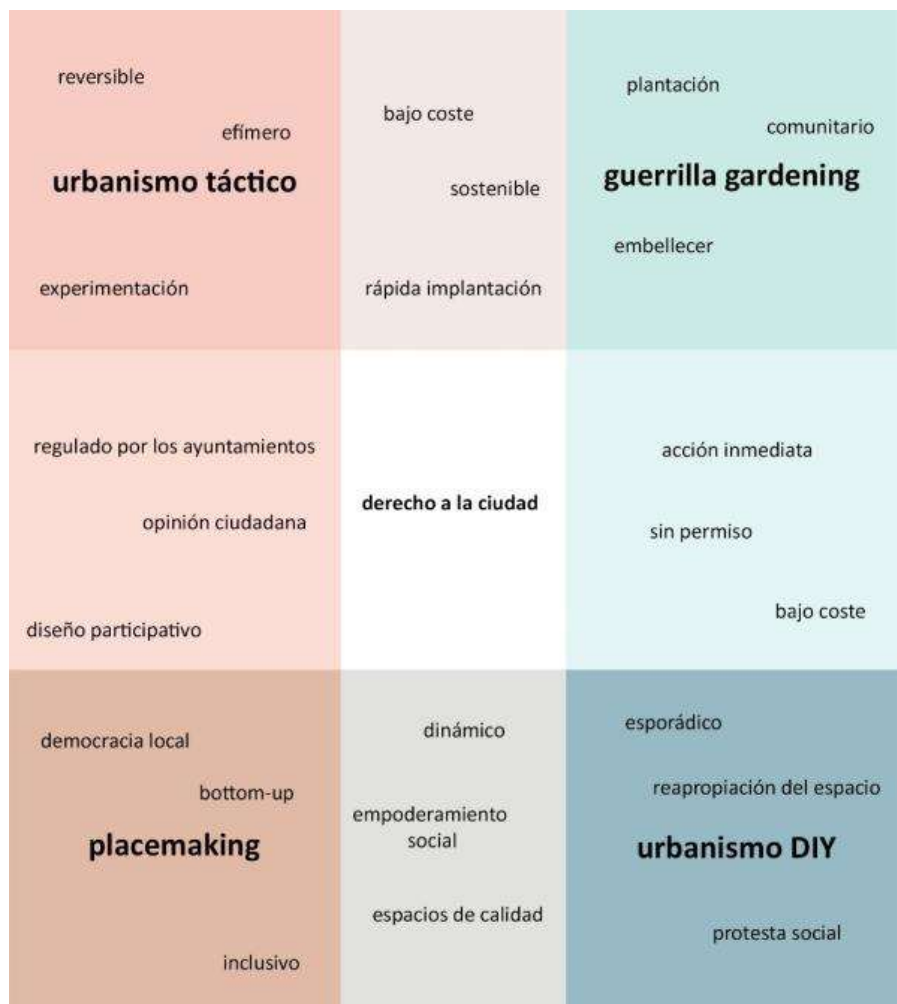 reversible
efímero
urbanismo táctico
experimentación
bajo coste
sostenible
rápida implantación
plantación
comunitario
guerrilla gardening
embellecer
regulado por los ayuntamientos
opinión ciudadana
diseño participativo
derecho a la ciudad
acción inmediata
sin permiso
bajo coste
democracia local
bottom-up
placemaking
inclusivo
dinámico
empoderamiento
social
espacios de calidad
esporádico
reapropiación del espacio
urbanismo DIY
protesta social